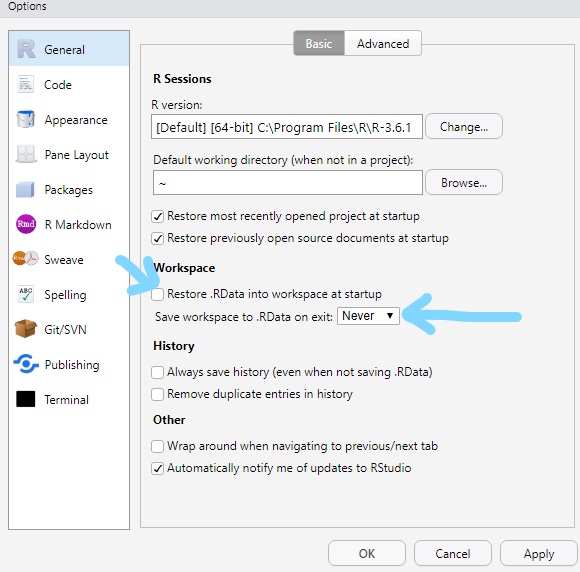 Options
General
Code
Appearance
Pane Layout
Packages
Rmd R Markdown
Rnw Sweave
ABC Spelling
Git/SVN
Publishing
Terminal
Basic Advanced
R Sessions
R version:
[Default] [64-bit] C:\Program Files\R\R-3.6.1 Change...
Default working directory (when not in a project):
~ Browse...
Restore most recently opened project at startup
Restore previously open source documents at startup
Workspace
Restore .RData into workspace at startup
Save workspace to .RData on exit: Never
History
Always save history (even when not saving .RData)
Remove duplicate entries in history
Other
Wrap around when navigating to previous/next tab
Automatically notify me of updates to RStudio
OK Cancel Apply